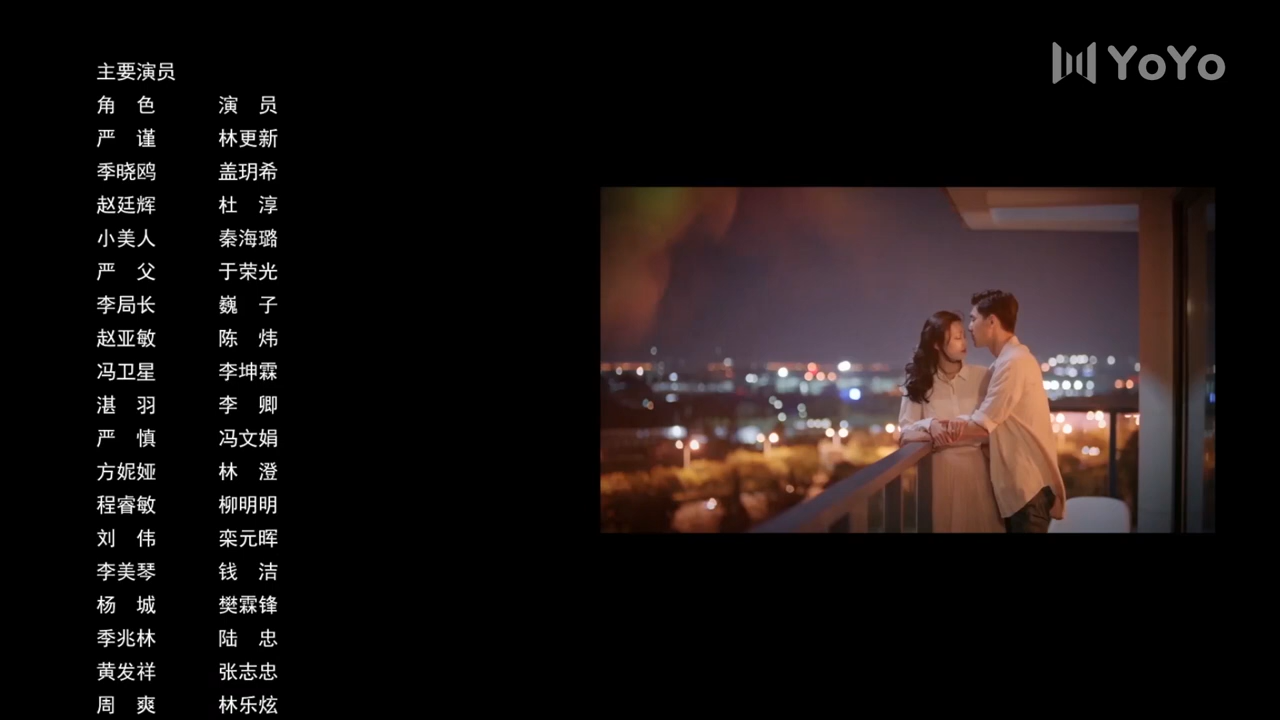 主要演员
角 色 演 员
严 谨 林更新
季晓鸥 盖玥希
赵廷辉 杜 淳
小美人 秦海璐
严 父 于荣光
李局长 巍 子
赵亚敏 陈 炜
冯卫星 李坤霖
湛 羽 李 卿
严 慎 冯文娟
方妮娅 林 澄
程睿敏 柳明明
刘 伟 栾元晖
李美琴 钱 洁
杨 城 樊霖锋
季兆林 陆 忠
黄发祥 张志忠
周 爽 林乐炫
YoYo